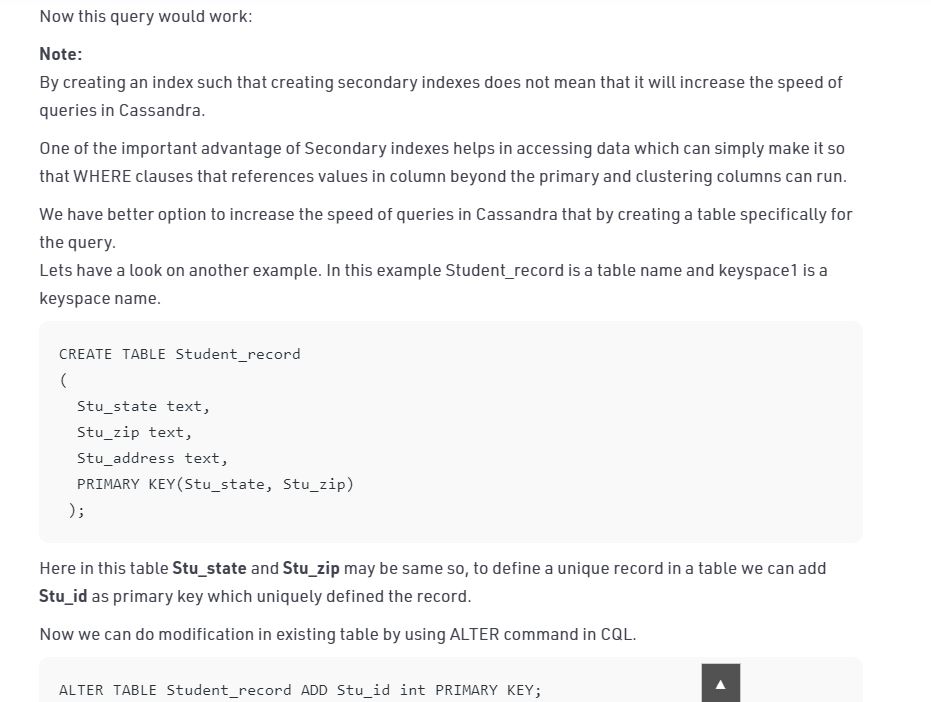 Now this query would work:
Note:
By creating an index such that creating secondary indexes does not mean that it will increase the speed of
queries in Cassandra.
One of the important advantage of Secondary indexes helps in accessing data which can simply make it so
that WHERE clauses that references values in column beyond the primary and clustering columns can run.
We have better option to increase the speed of queries in Cassandra that by creating a table specifically for
the query.
Lets have a look on another example. In this example Student_record is a table name and keyspace1 is a
keyspace name.
CREATE TABLE Student_record
(
Stu_state text,
Stu_zip text,
Stu_address text,
PRIMARY KEY(Stu_state, Stu_zip)
);
Here in this table Stu_state and Stu_zip may be same so, to define a unique record in a table we can add
Stu_id as primary key which uniquely defined the record.
Now we can do modification in existing table by using ALTER command in CQL.
ALTER TABLE Student_record ADD Stu_id int PRIMARY KEY;